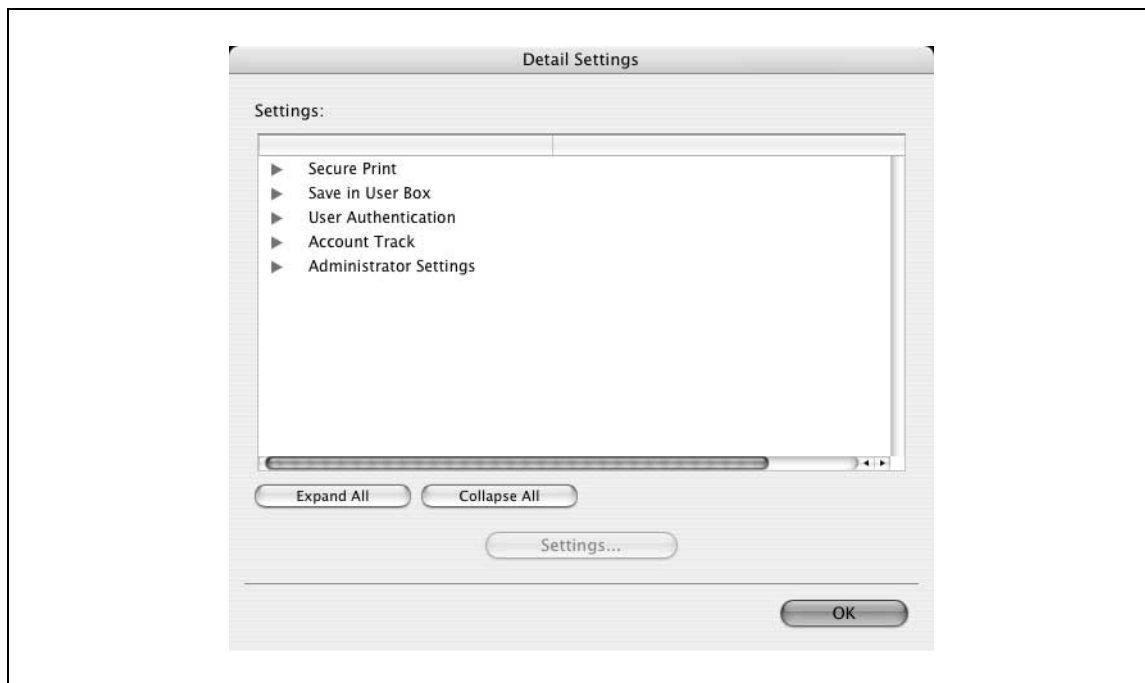 Detail Settings
Settings:
Secure Print
Save in User Box
User Authentication
Account Track
Administrator Settings
Expand All
Collapse All
Settings...
OK